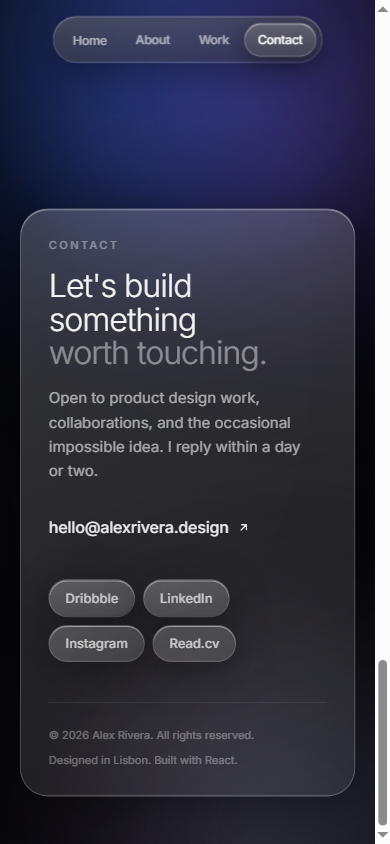 Home About Work Contact
CONTACT
Let's build
something
worth touching.
Open to product design work,
collaborations, and the occasional
impossible idea. I reply within a day
or two.
hello@alexrivera.design ↗
Dribbble LinkedIn
Instagram Read.cv
© 2026 Alex Rivera. All rights reserved.
Designed in Lisbon. Built with React.